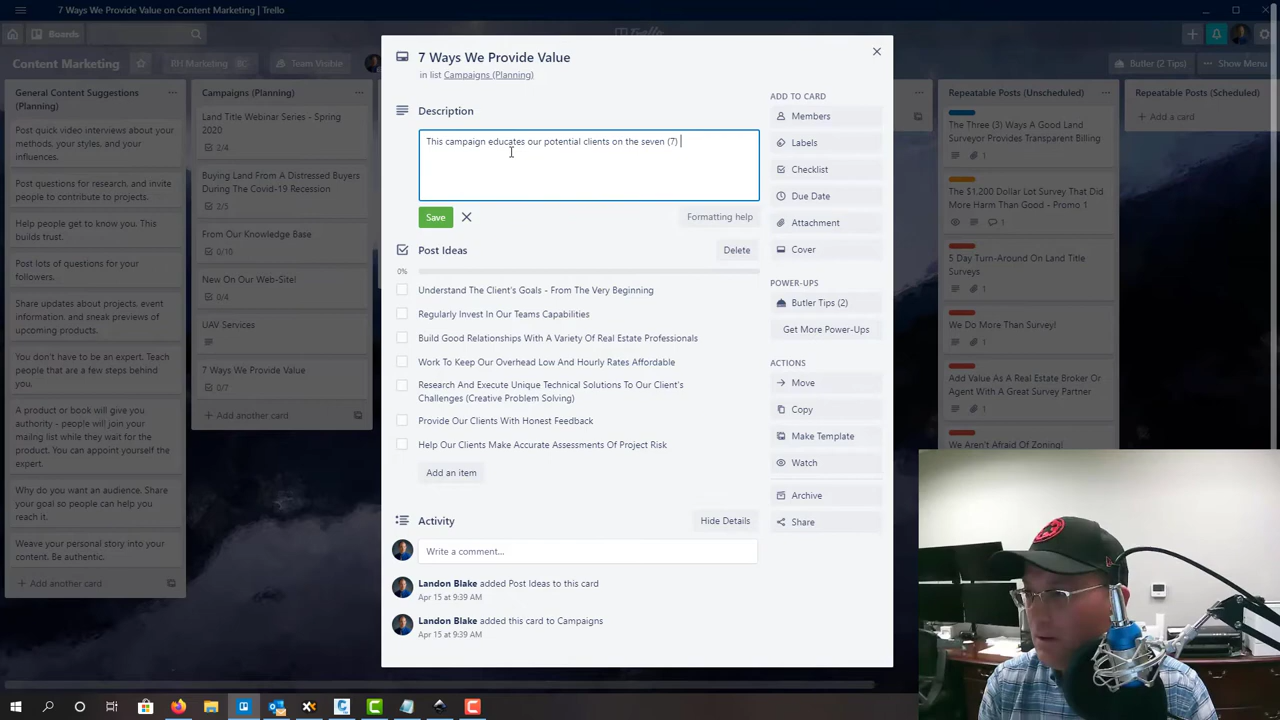 7 Ways We Provide Value on Content Marketing | Trello
Boards
Trello
Content Marketing
BH Marketing
Team Visible
Butler (2 Tips)
Show Menu
General Content Suggestions
(Planning)
Post quick interviews about your
methods, your style, and your
influences.
Post questions for research, and invite
people to contribute to projects.
Help people get to know you. This
builds trust.
Post lots of questions for your
followers.
Share updates about projects, event
information, and sneak previews of
upcoming products.
You don't have to be an expert. Teach
people that are a few steps behind
you.
A product or book will give you
authority - people will join your
mailing list while they wait for the
product. You can appointed yourself the
expert.
Why do you want an audience. Share
your goal so people can help you
reach it.
Weave your personal story into your
content. Be authentic.
Add another card
Campaigns (Planning)
Land Title Webinar Series - Spring
2020
2/4
Buying Land From A Distressed Buyers
During The Covid-19 Recession
2/5
From Our Knowledge Base
0/10
New On Our Web-Site!
0/4
UAV Services
7 Ways We Provide Value
0/7
Add another card
7 Ways We Provide Value
in list Campaigns (Planning)
Description
This campaign educates our potential clients on the seven (7)
Save
Formatting help
Post Ideas
Delete
0%
Understand The Client's Goals - From The Very Beginning
Regularly Invest In Our Teams Capabilities
Build Good Relationships With A Variety Of Real Estate Professionals
Work To Keep Our Overhead Low And Hourly Rates Affordable
Research And Execute Unique Technical Solutions To Our Client's
Challenges (Creative Problem Solving)
Provide Our Clients With Honest Feedback
Help Our Clients Make Accurate Assessments Of Project Risk
Add an item
Activity
Hide Details
Write a comment...
Landon Blake added Post Ideas to this card
Apr 15 at 9:39 AM
Landon Blake added this card to Campaigns
Apr 15 at 9:39 AM
ADD TO CARD
Members
Labels
Checklist
Due Date
Attachment
Cover
POWER-UPS
Butler Tips (2)
Get More Power-Ups
ACTIONS
Move
Copy
Make Template
Watch
Archive
Share
Repeatable Posts (Unscheduled)
The Three (3) Ways A Good Land
Surveyor Provides Transparent Billing
1
The $1.200 Dollar Lot Survey That Did
More Harm Than Good - Promo 1
1
1
5 Day Turn-Around On Land Title
Surveys
1
We Do More Than Survey!
1
Add Value As A Real Estate Broker Or
Agent With A Great Survey Partner
1
We Aren't Afraid Of Zoning!
Repeatable Posts (Scheduled)
Add a card